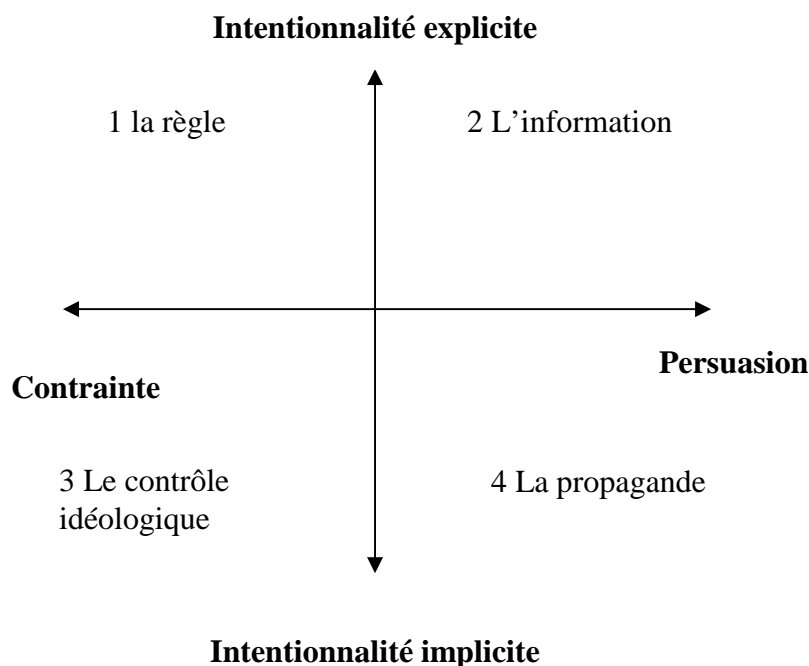 Intentionnalité explicite
1 la règle
2 L’information
Persuasion
Contrainte
3 Le contrôle
idéologique
4 La propagande
Intentionnalité implicite